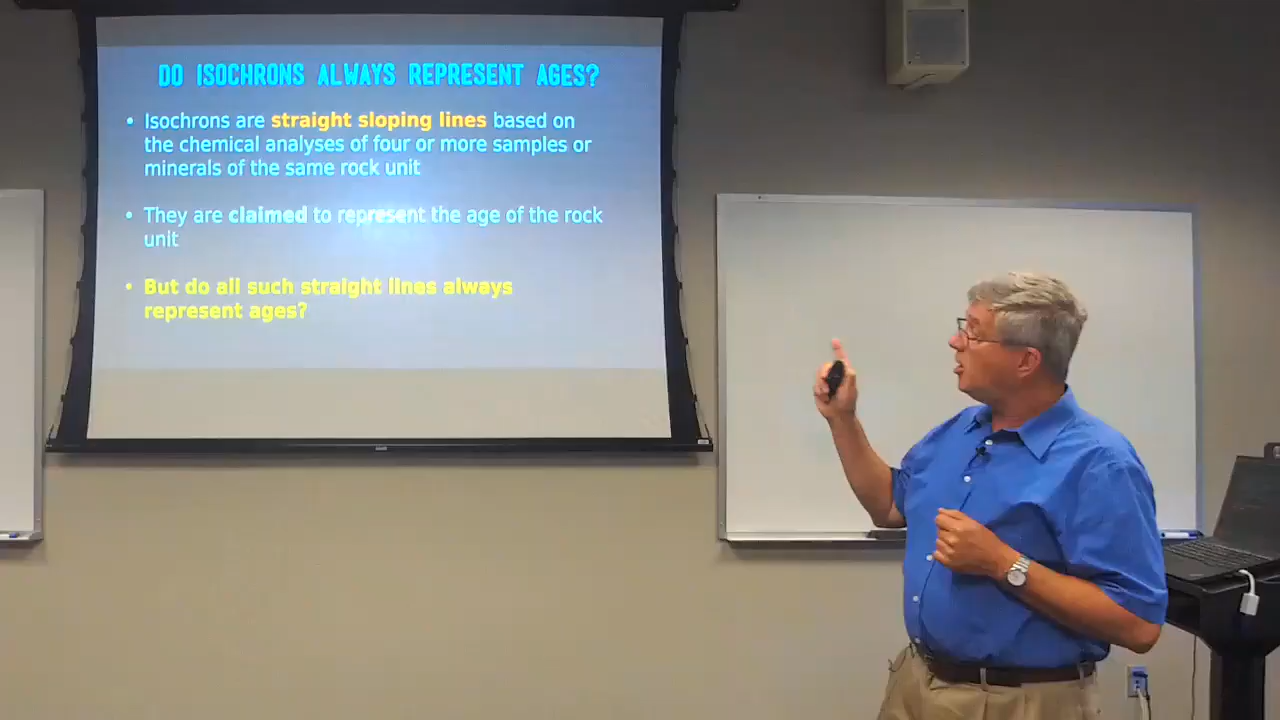 DO ISOCHRONS ALWAYS REPRESENT AGES?
• Isochrons are straight sloping lines based on
the chemical analyses of four or more samples or
minerals of the same rock unit
• They are claimed to represent the age of the rock
unit
• But do all such straight lines always
represent ages?